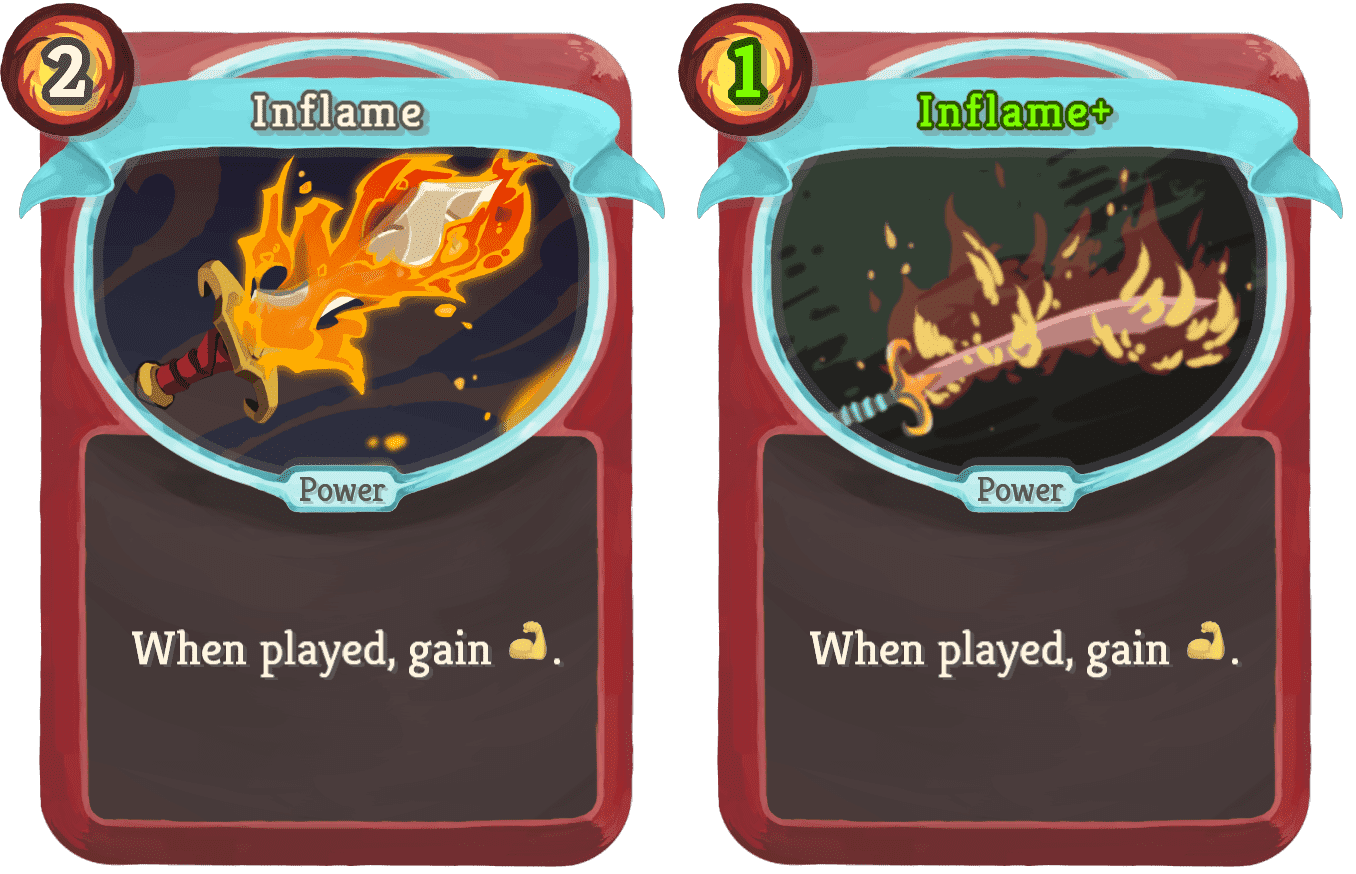 2
Inflame
Power
When played, gain 💪.
1
Inflame+
Power
When played, gain 💪.